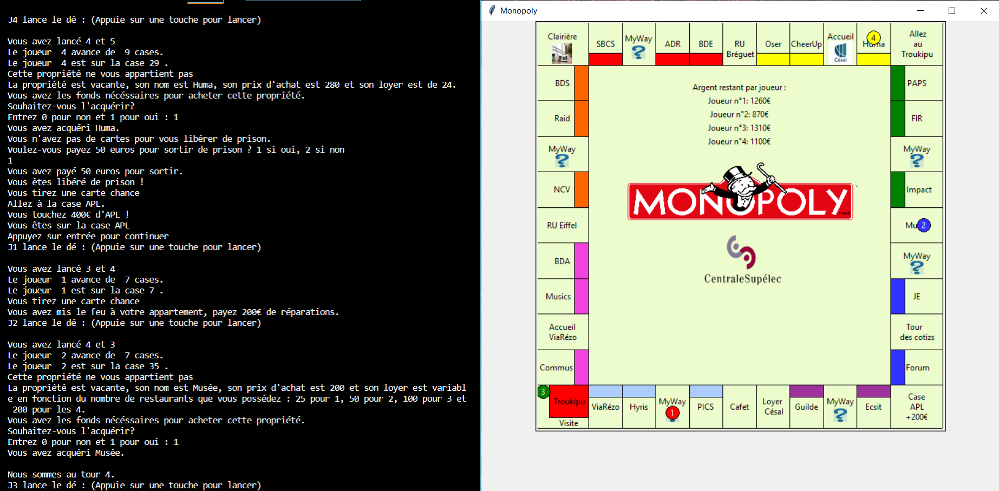 J4 lance le dé : (Appuie sur une touche pour lancer)
Vous avez lancé 4 et 5
Le joueur  4 avance de  9 cases.
Le joueur  4 est sur la case 29 .
Cette propriété ne vous appartient pas
La propriété est vacante, son nom est Huma, son prix d'achat est 280 et son loyer est de 24.
Vous avez les fonds nécéssaires pour acheter cette propriété.
Souhaitez-vous l'acquérir?
Entrez 0 pour non et 1 pour oui : 1
Vous avez acquéri Huma.
Vous n'avez pas de cartes pour vous libérer de prison.
Voulez-vous payez 50 euros pour sortir de prison ? 1 si oui, 2 si non
1
Vous avez payé 50 euros pour sortir.
Vous êtes libéré de prison !
Vous tirez une carte chance
Allez à la case APL.
Vous touchez 400€ d'APL !
Vous êtes sur la case APL
Appuyez sur entrée pour continuer
J1 lance le dé : (Appuie sur une touche pour lancer)
Vous avez lancé 3 et 4
Le joueur  1 avance de  7 cases.
Le joueur  1 est sur la case 7 .
Vous tirez une carte chance
Vous avez mis le feu à votre appartement, payez 200€ de réparations.
J2 lance le dé : (Appuie sur une touche pour lancer)
Vous avez lancé 4 et 3
Le joueur  2 avance de  7 cases.
Le joueur  2 est sur la case 35 .
Cette propriété ne vous appartient pas
La propriété est vacante, son nom est Musée, son prix d'achat est 200 et son loyer est variabl
e en fonction du nombre de restaurants que vous possédez : 25 pour 1, 50 pour 2, 100 pour 3 et
200 pour les 4.
Vous avez les fonds nécéssaires pour acheter cette propriété.
Souhaitez-vous l'acquérir?
Entrez 0 pour non et 1 pour oui : 1
Vous avez acquéri Musée.
Nous sommes au tour 4.
J3 lance le dé : (Appuie sur une touche pour lancer)
Monopoly
Clairière
SBCS
MyWay
?
ADR
BDE
RU
Bréguet
Oser
CheerUp
Accueil
Césal
4
Huma
Allez
au
Troukipu
BDS
Raid
MyWay
?
NCV
RU Eiffel
BDA
Musics
Accueil
ViaRézo
Commus
Argent restant par joueur :
Joueur n°1: 1260€
Joueur n°2: 870€
Joueur n°3: 1310€
Joueur n°4: 1100€
MONOPOLY
CentraleSupélec
PAPS
FIR
MyWay
?
Impact
Mu
2
MyWay
?
JE
Tour
des cotizs
Forum
3
Troukipu
Visite
ViaRézo
Hyris
MyWay
1
PICS
Cafet
Loyer
Césal
Guilde
MyWay
?
Ecsit
Case
APL
+200€